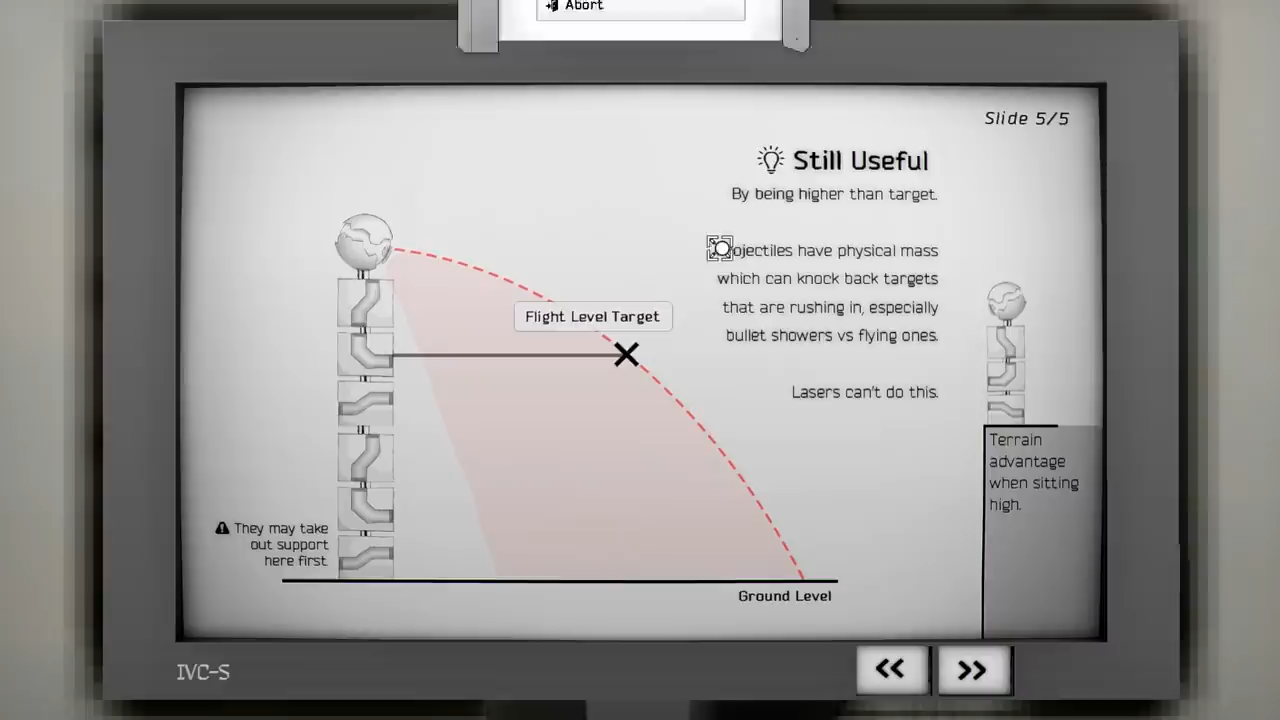 Abort
Slide 5/5
Still Useful
By being higher than target.
ojectiles have physical mass
which can knock back targets
that are rushing in, especially
bullet showers vs flying ones.
Lasers can't do this.
Flight Level Target
Terrain
advantage
when sitting
high.
They may take
out support
here first.
Ground Level
IVC-S